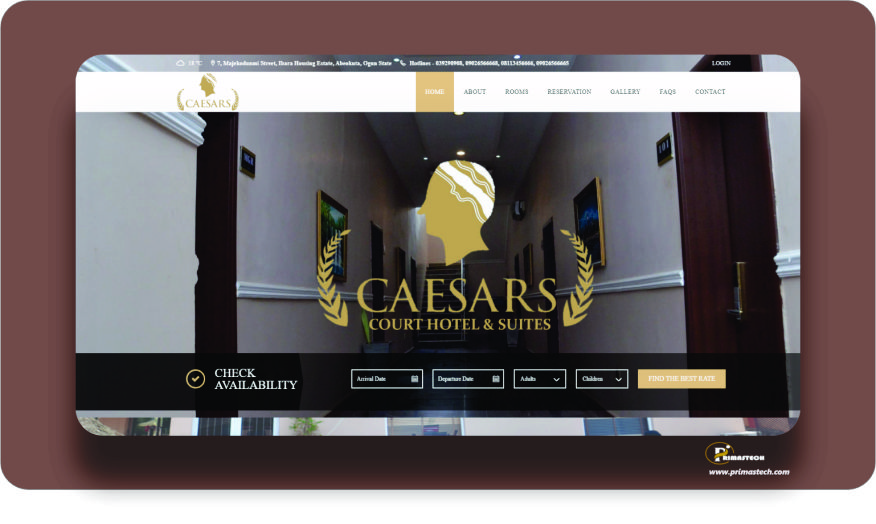 18 °C 7, Majekodunmi Street, Ibara Housing Estate, Abeokuta, Ogun State Hotlines - 039290908, 09026566668, 08113456666, 09026566665 LOGIN
CAESARS
HOME ABOUT ROOMS RESERVATION GALLERY FAQS CONTACT
101
CAESARS
COURT HOTEL & SUITES
CHECK
AVAILABILITY
Arrival Date Departure Date Adults Children FIND THE BEST RATE
PRIMASTECH
www.primastech.com